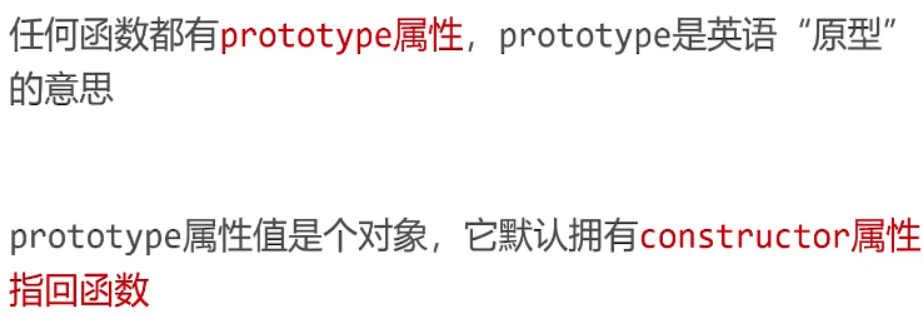 任何函数都有prototype属性，prototype是英语“原型”
的意思
prototype属性值是个对象，它默认拥有constructor属性
指回函数